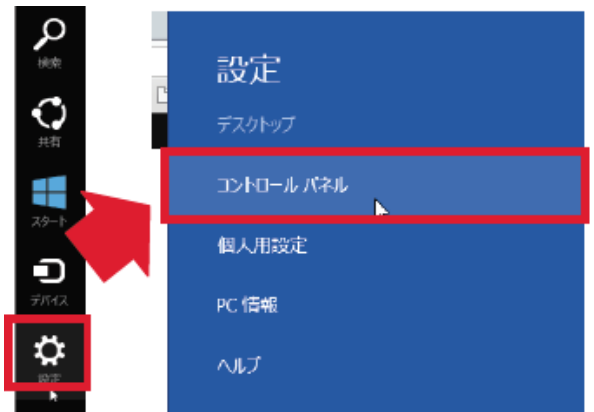 検索
共有
スタート
デバイス
設定
設定
デスクトップ
コントロール パネル
個人用設定
PC 情報
ヘルプ